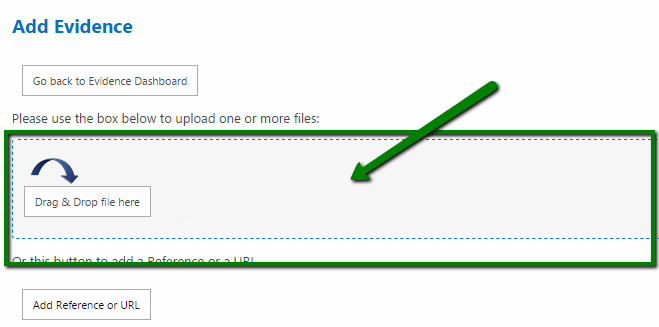 Add Evidence
Go back to Evidence Dashboard
Please use the box below to upload one or more files:
Drag & Drop file here
Or this button to add a Reference or a URL
Add Reference or URL